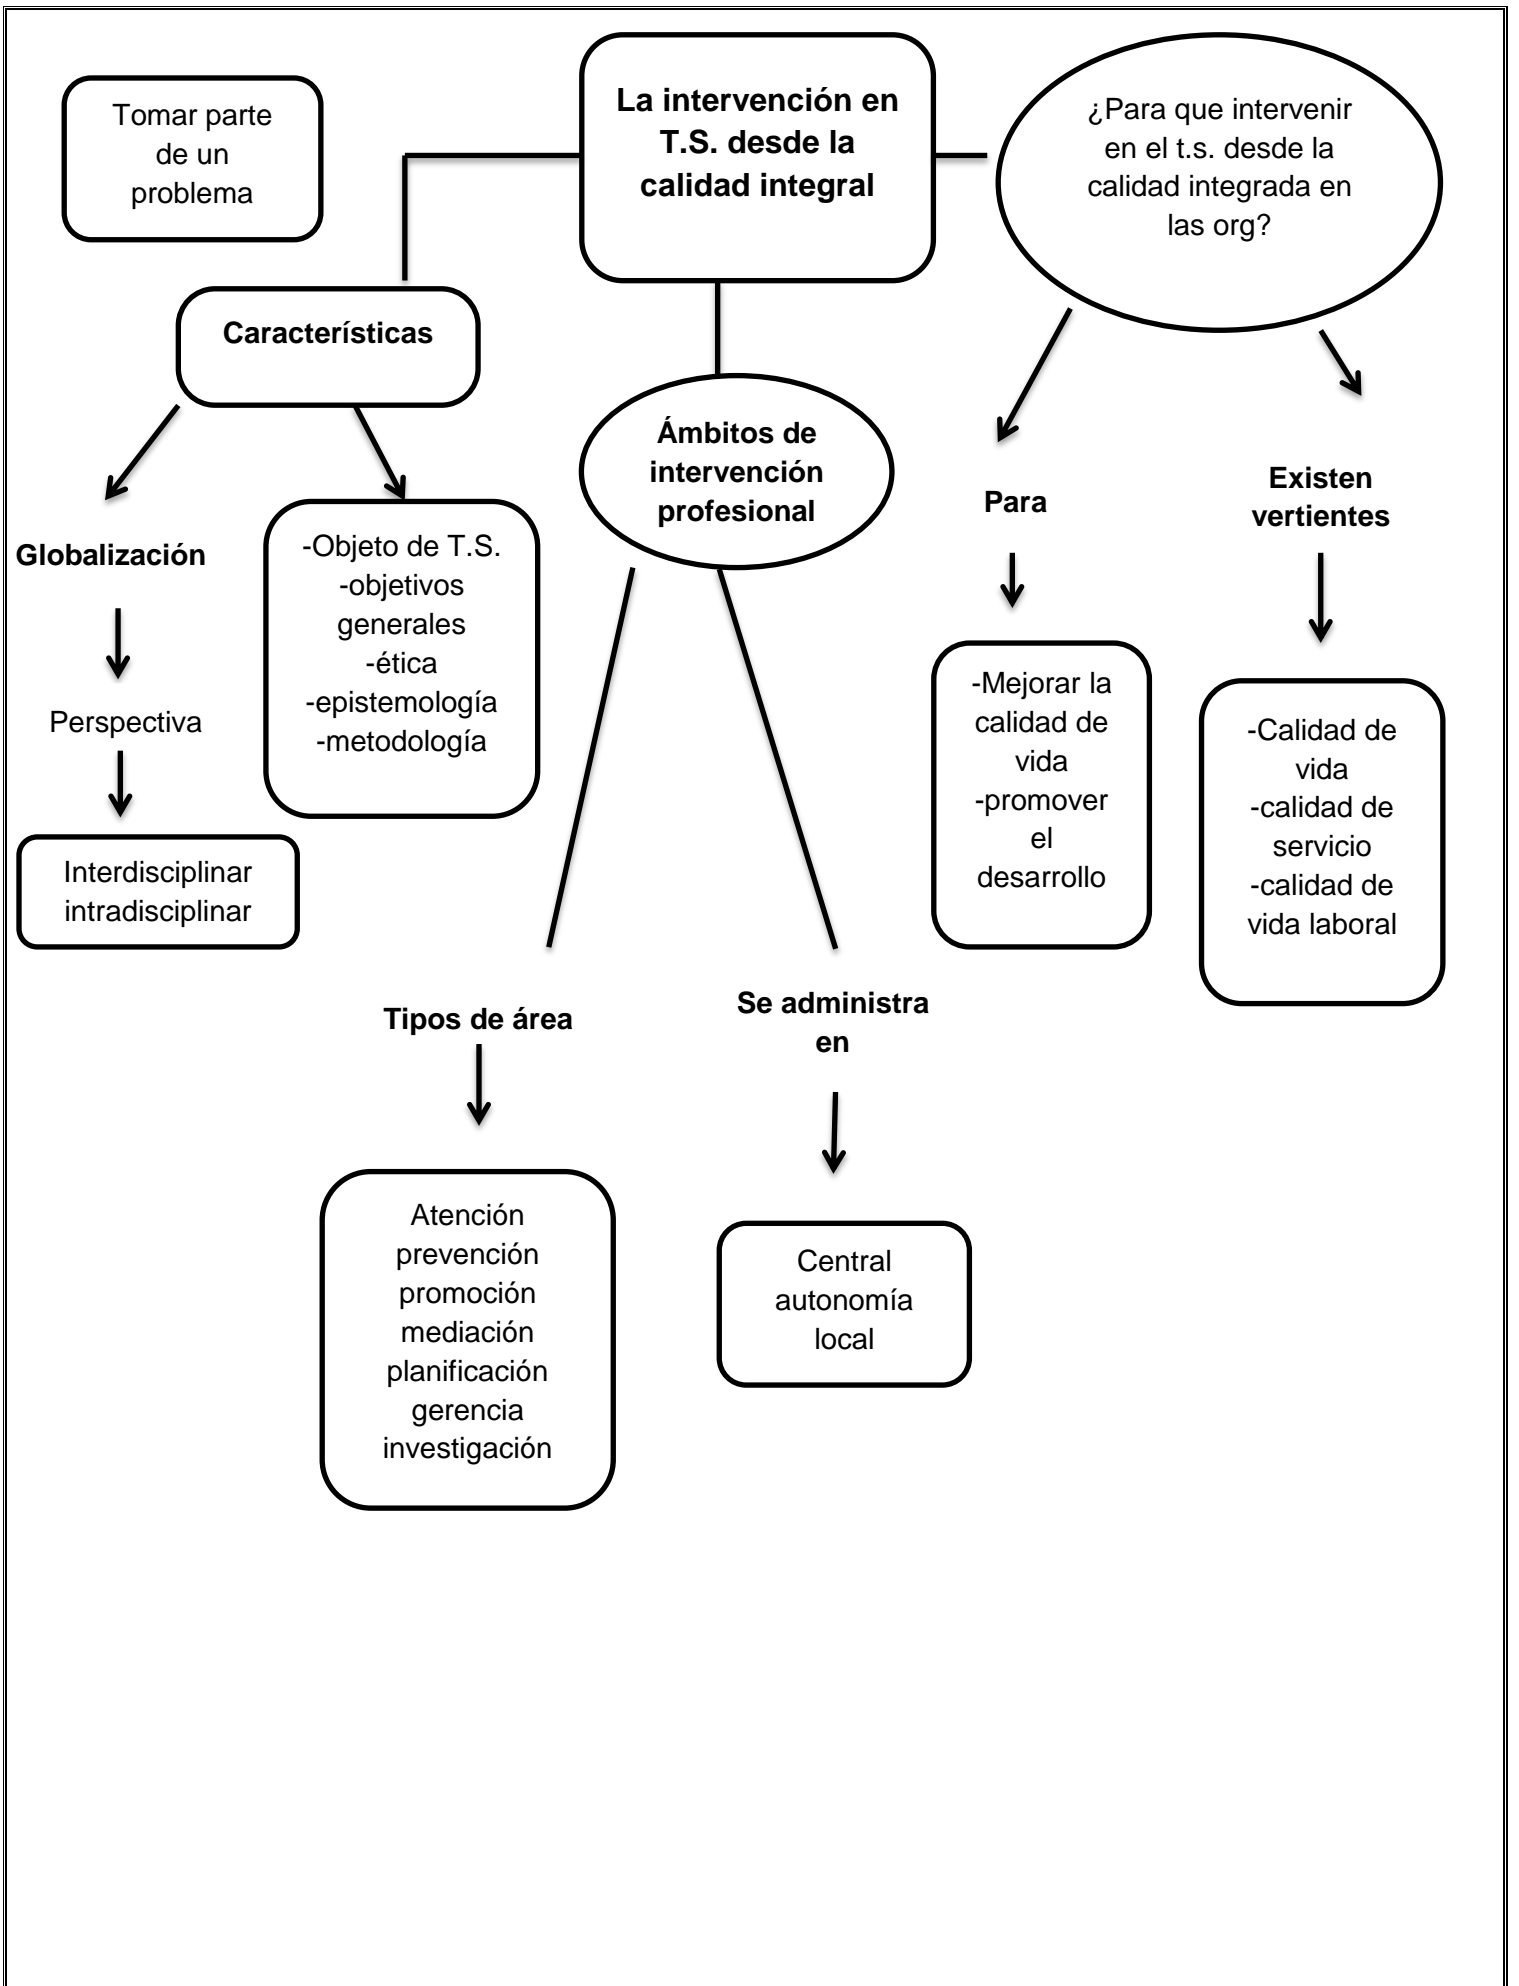 Tomar parte
de un
problema
La intervención en
T.S. desde la
calidad integral
¿Para que intervenir
en el t.s. desde la
calidad integrada en
las org?
Características
Ámbitos de
intervención
profesional
Globalización
-Objeto de T.S.
-objetivos
generales
-ética
-epistemología
-metodología
Para
Existen
vertientes
Perspectiva
Interdisciplinar
intradisciplinar
-Mejorar la
calidad de
vida
-promover
el
desarrollo
-Calidad de
vida
-calidad de
servicio
-calidad de
vida laboral
Tipos de área
Se administra
en
Atención
prevención
promoción
mediación
planificación
gerencia
investigación
Central
autonomía
local